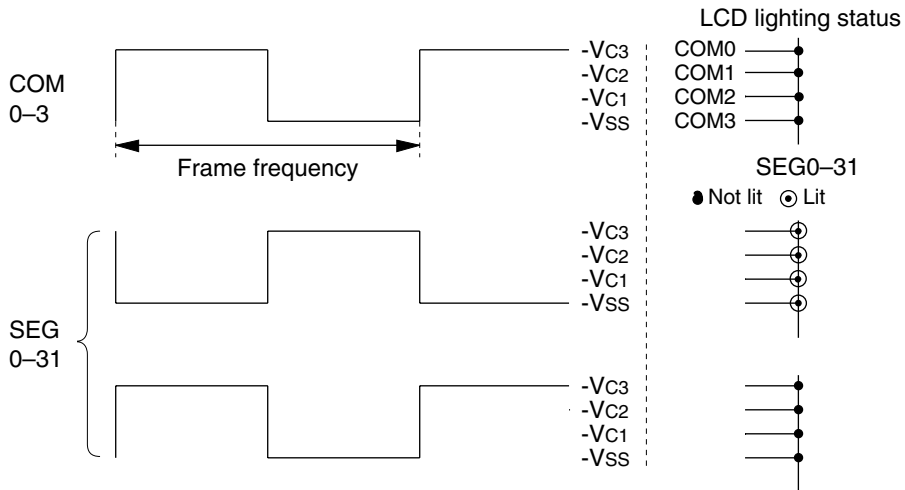 LCD lighting status
COM
0–3
-VC3
-VC2
-VC1
-VSS
COM0
COM1
COM2
COM3
Frame frequency
SEG0–31
Not lit
Lit
SEG
0–31
-VC3
-VC2
-VC1
-VSS
-VC3
-VC2
-VC1
-VSS